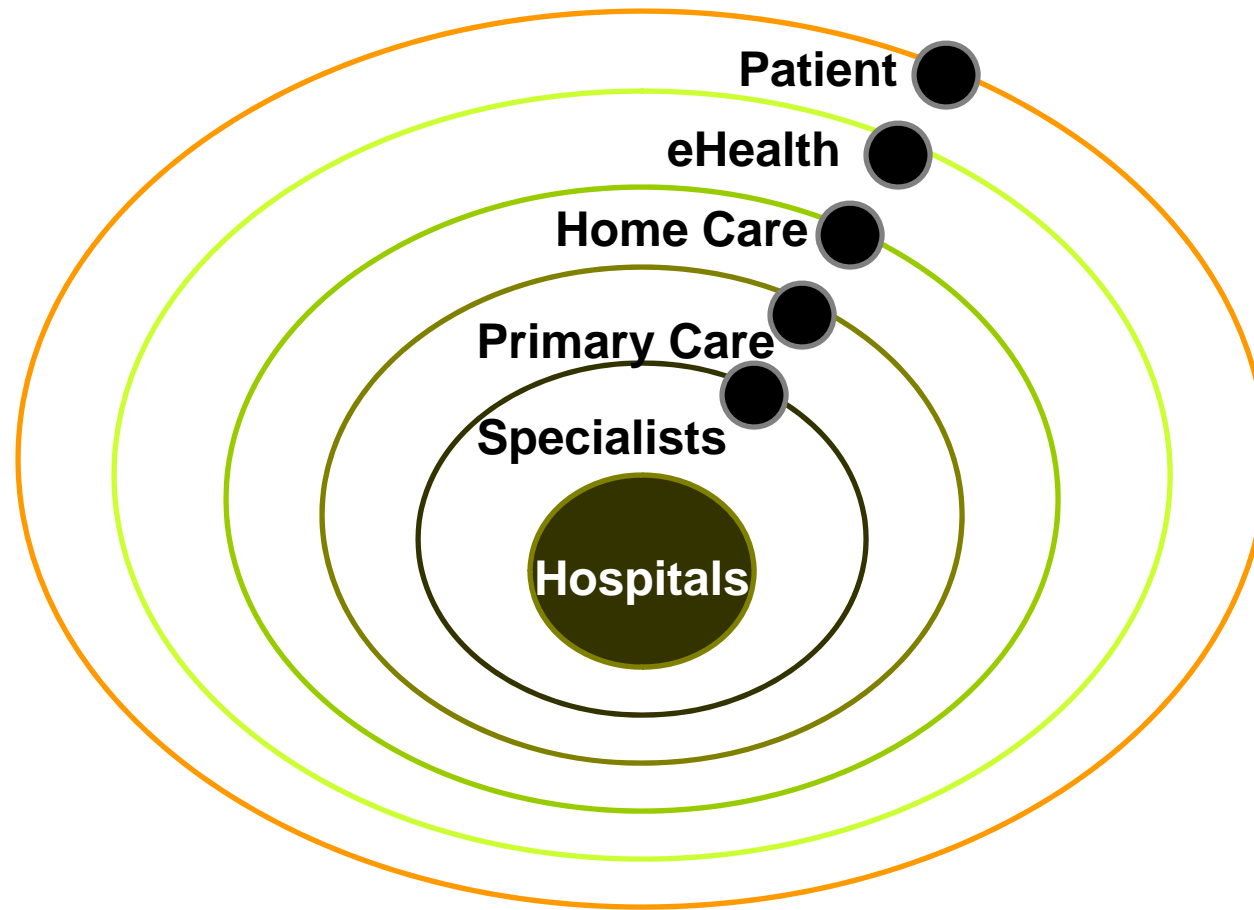 Patient
eHealth
Home Care
Primary Care
Specialists
Hospitals